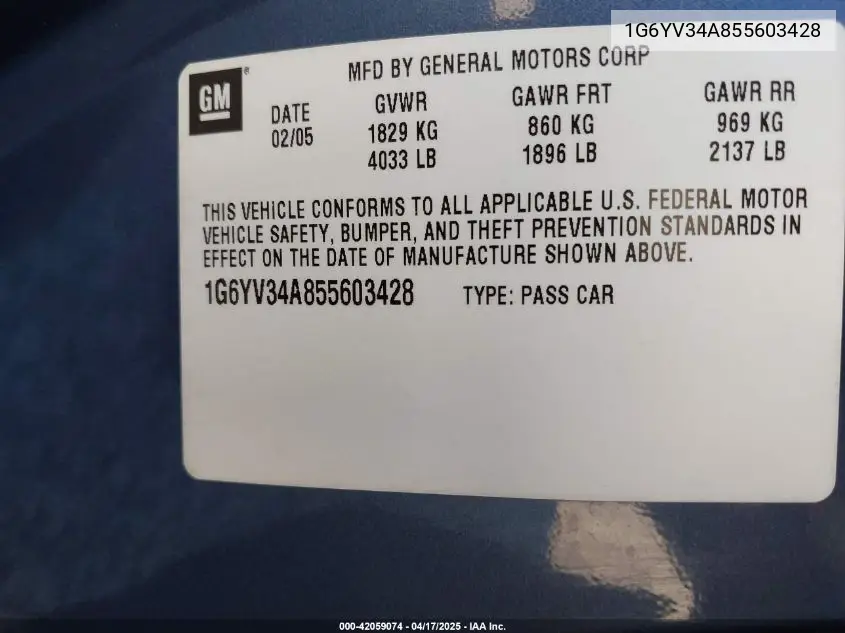 1G6YV34A855603428
MFD BY GENERAL MOTORS CORP
GM ®
DATE GVWR GAWR FRT GAWR RR
02/05 1829 KG 860 KG 969 KG
4033 LB 1896 LB 2137 LB
THIS VEHICLE CONFORMS TO ALL APPLICABLE U.S. FEDERAL MOTOR
VEHICLE SAFETY, BUMPER, AND THEFT PREVENTION STANDARDS IN
EFFECT ON THE DATE OF MANUFACTURE SHOWN ABOVE.
1G6YV34A855603428 TYPE: PASS CAR
000-42059074 - 04/17/2025 - IAA Inc.